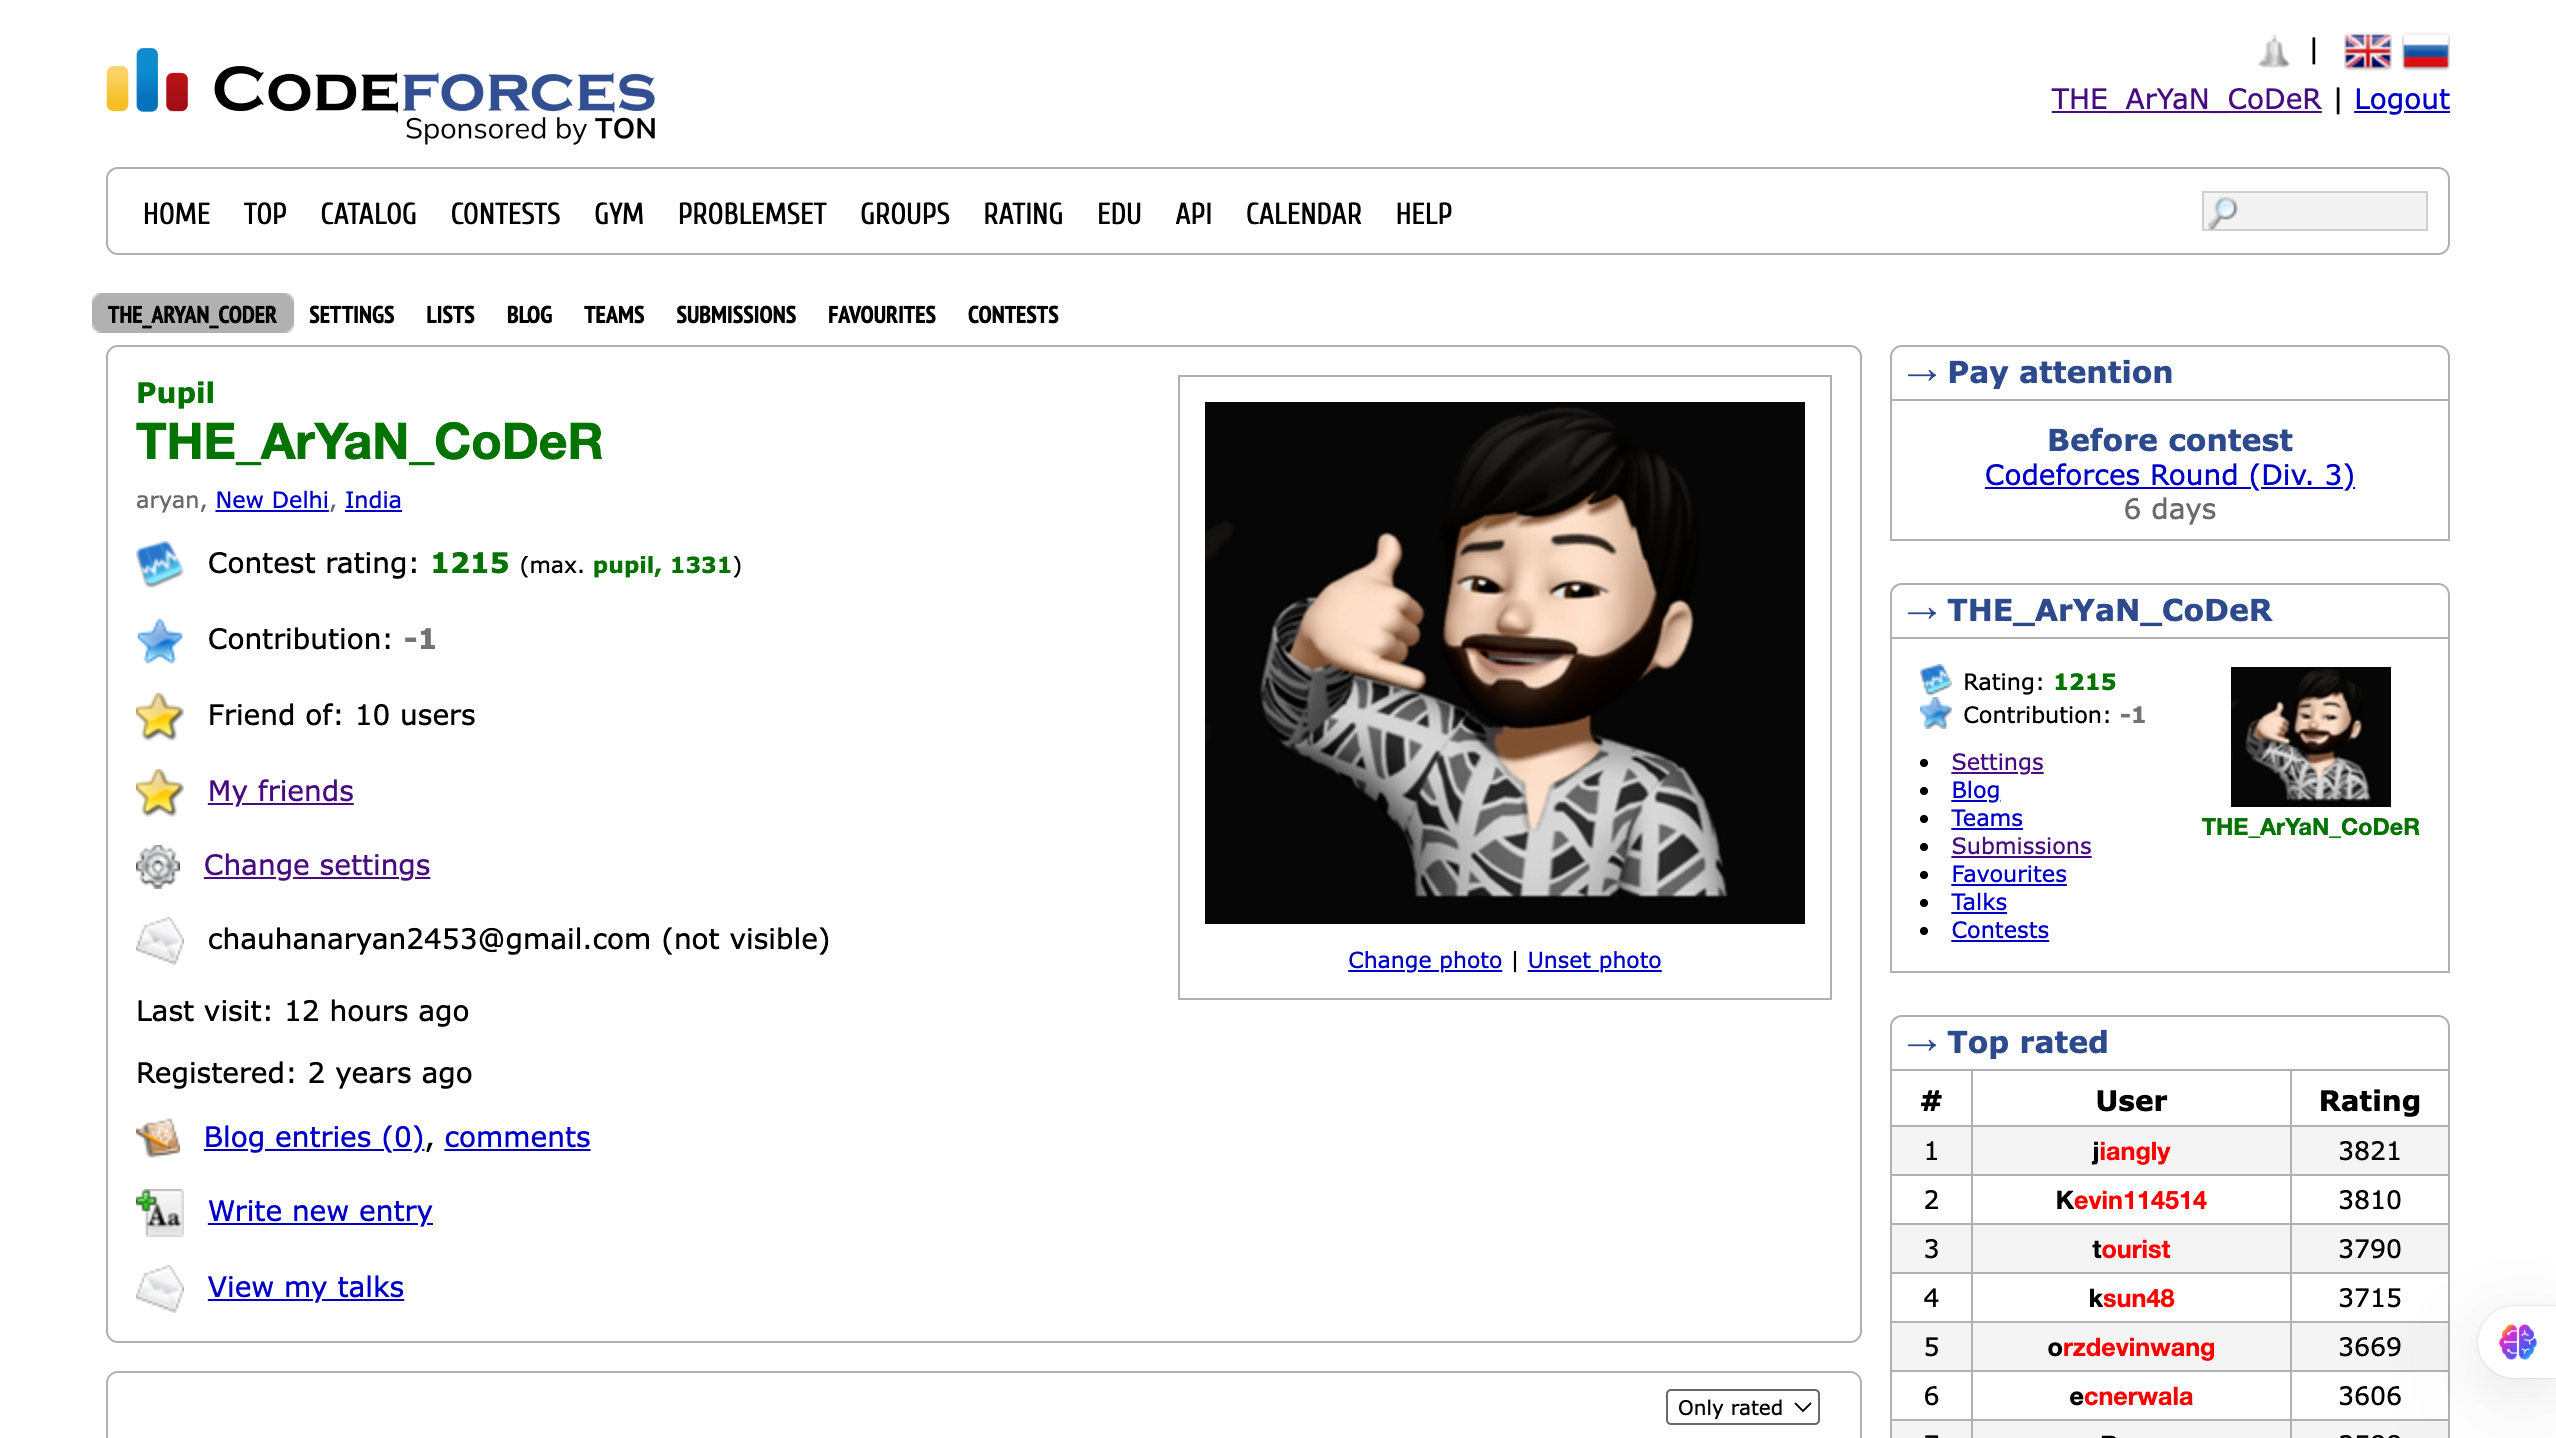 CODEFORCES
Sponsored by TON
|
THE_ArYaN_CoDeR | Logout
HOME TOP CATALOG CONTESTS GYM PROBLEMSET GROUPS RATING EDU API CALENDAR HELP
THE_ARYAN_CODER SETTINGS LISTS BLOG TEAMS SUBMISSIONS FAVOURITES CONTESTS
Pupil
THE_ArYaN_CoDeR
aryan, New Delhi, India
Contest rating: 1215 (max. pupil, 1331)
Contribution: -1
Friend of: 10 users
My friends
Change settings
chauhanaryan2453@gmail.com (not visible)
Last visit: 12 hours ago
Registered: 2 years ago
Blog entries (0), comments
Aa Write new entry
View my talks
Change photo | Unset photo
Only rated
→ Pay attention
Before contest
Codeforces Round (Div. 3)
6 days
→ THE_ArYaN_CoDeR
Rating: 1215
Contribution: -1
• Settings
• Blog
• Teams
• Submissions
• Favourites
• Talks
• Contests
THE_ArYaN_CoDeR
→ Top rated
# User Rating
1 jiangly 3821
2 Kevin114514 3810
3 tourist 3790
4 ksun48 3715
5 orzdevinwang 3669
6 ecnerwala 3606